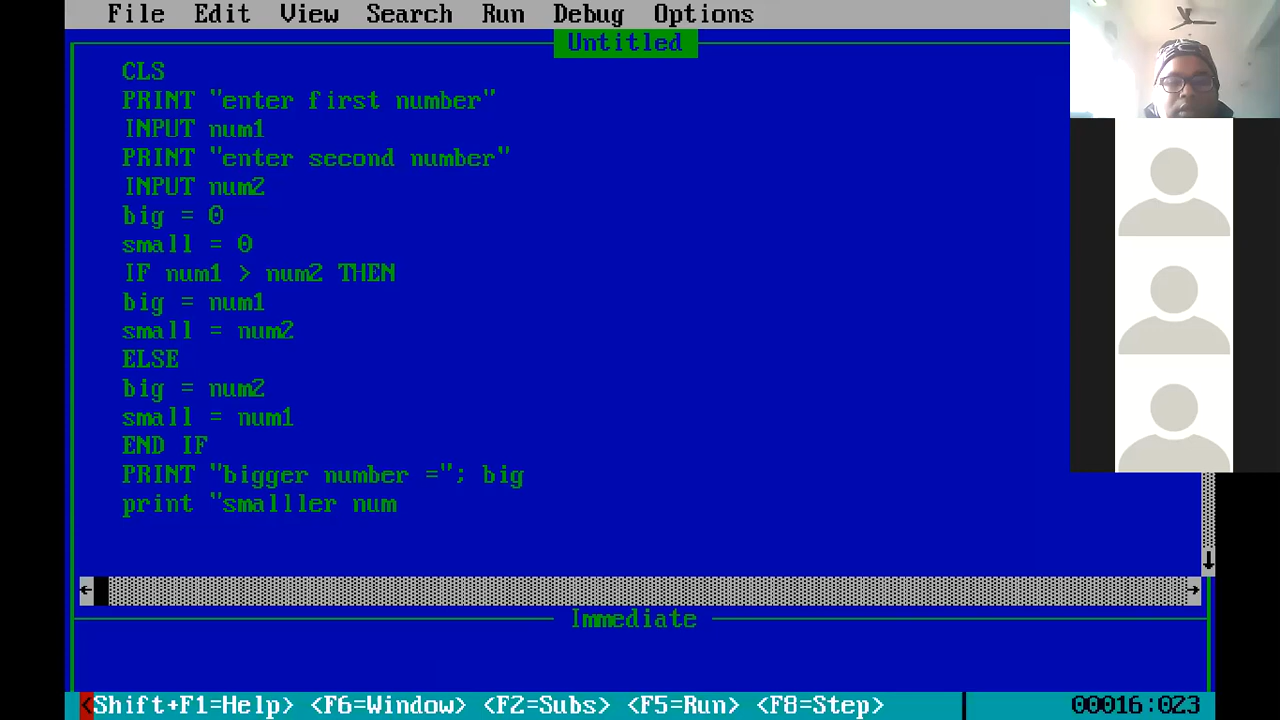 File Edit View Search Run Debug Options
Untitled
CLS
PRINT "enter first number"
INPUT num1
PRINT "enter second number"
INPUT num2
big = 0
small = 0
IF num1 > num2 THEN
big = num1
small = num2
ELSE
big = num2
small = num1
END IF
PRINT "bigger number ="; big
print "smalller num
Immediate
<Shift+F1=Help> <F6=Window> <F2=Subs> <F5=Run> <F8=Step> 00016:023